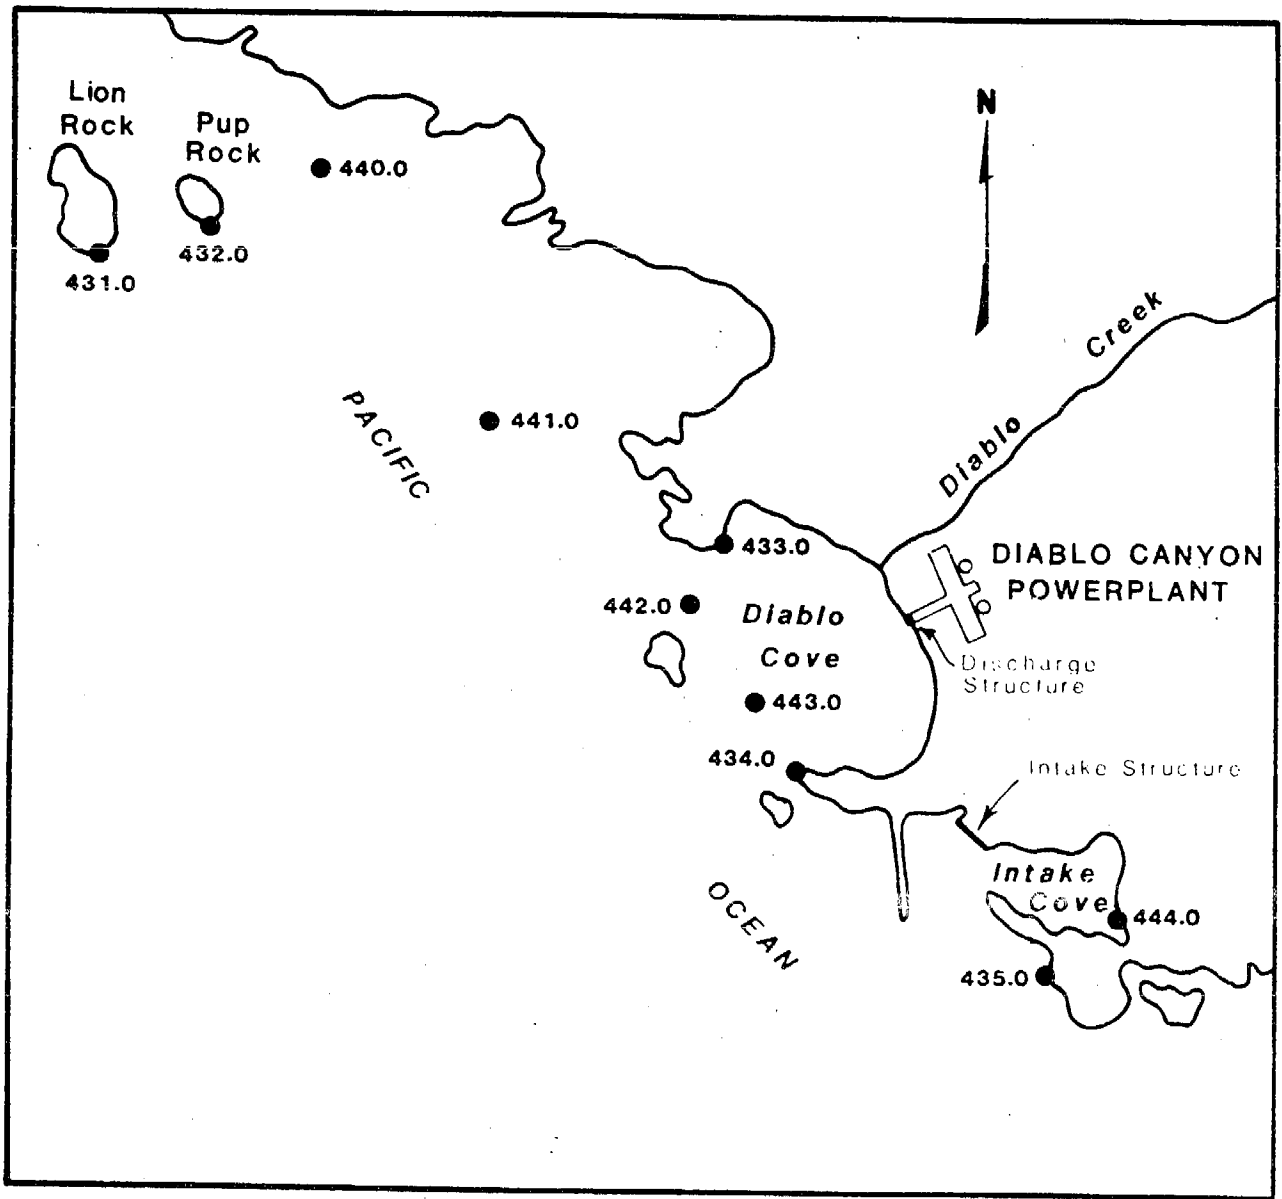 Lion
Rock
Pup
Rock
N
440.0
432.0
431.0
Creek
Diablo
PACIFIC
441.0
433.0
DIABLO CANYON
POWERPLANT
442.0
Diablo
Cove
Discharge
Structure
443.0
434.0
Intake Structure
Intake
Cove
OCEAN
444.0
435.0